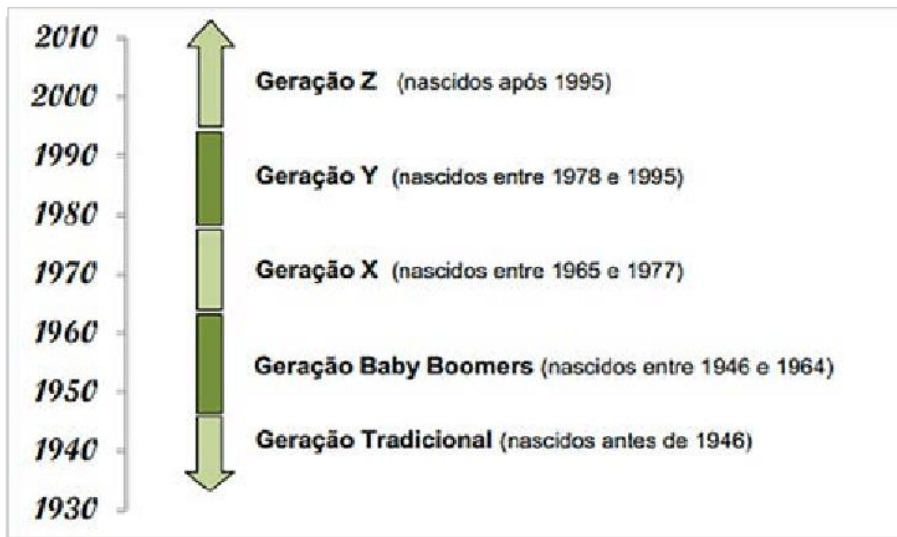 2010
Geração Z (nascidos após 1995)
2000
1990
Geração Y (nascidos entre 1978 e 1995)
1980
1970
Geração X (nascidos entre 1965 e 1977)
1960
Geração Baby Boomers (nascidos entre 1946 e 1964)
1950
1940
Geração Tradicional (nascidos antes de 1946)
1930